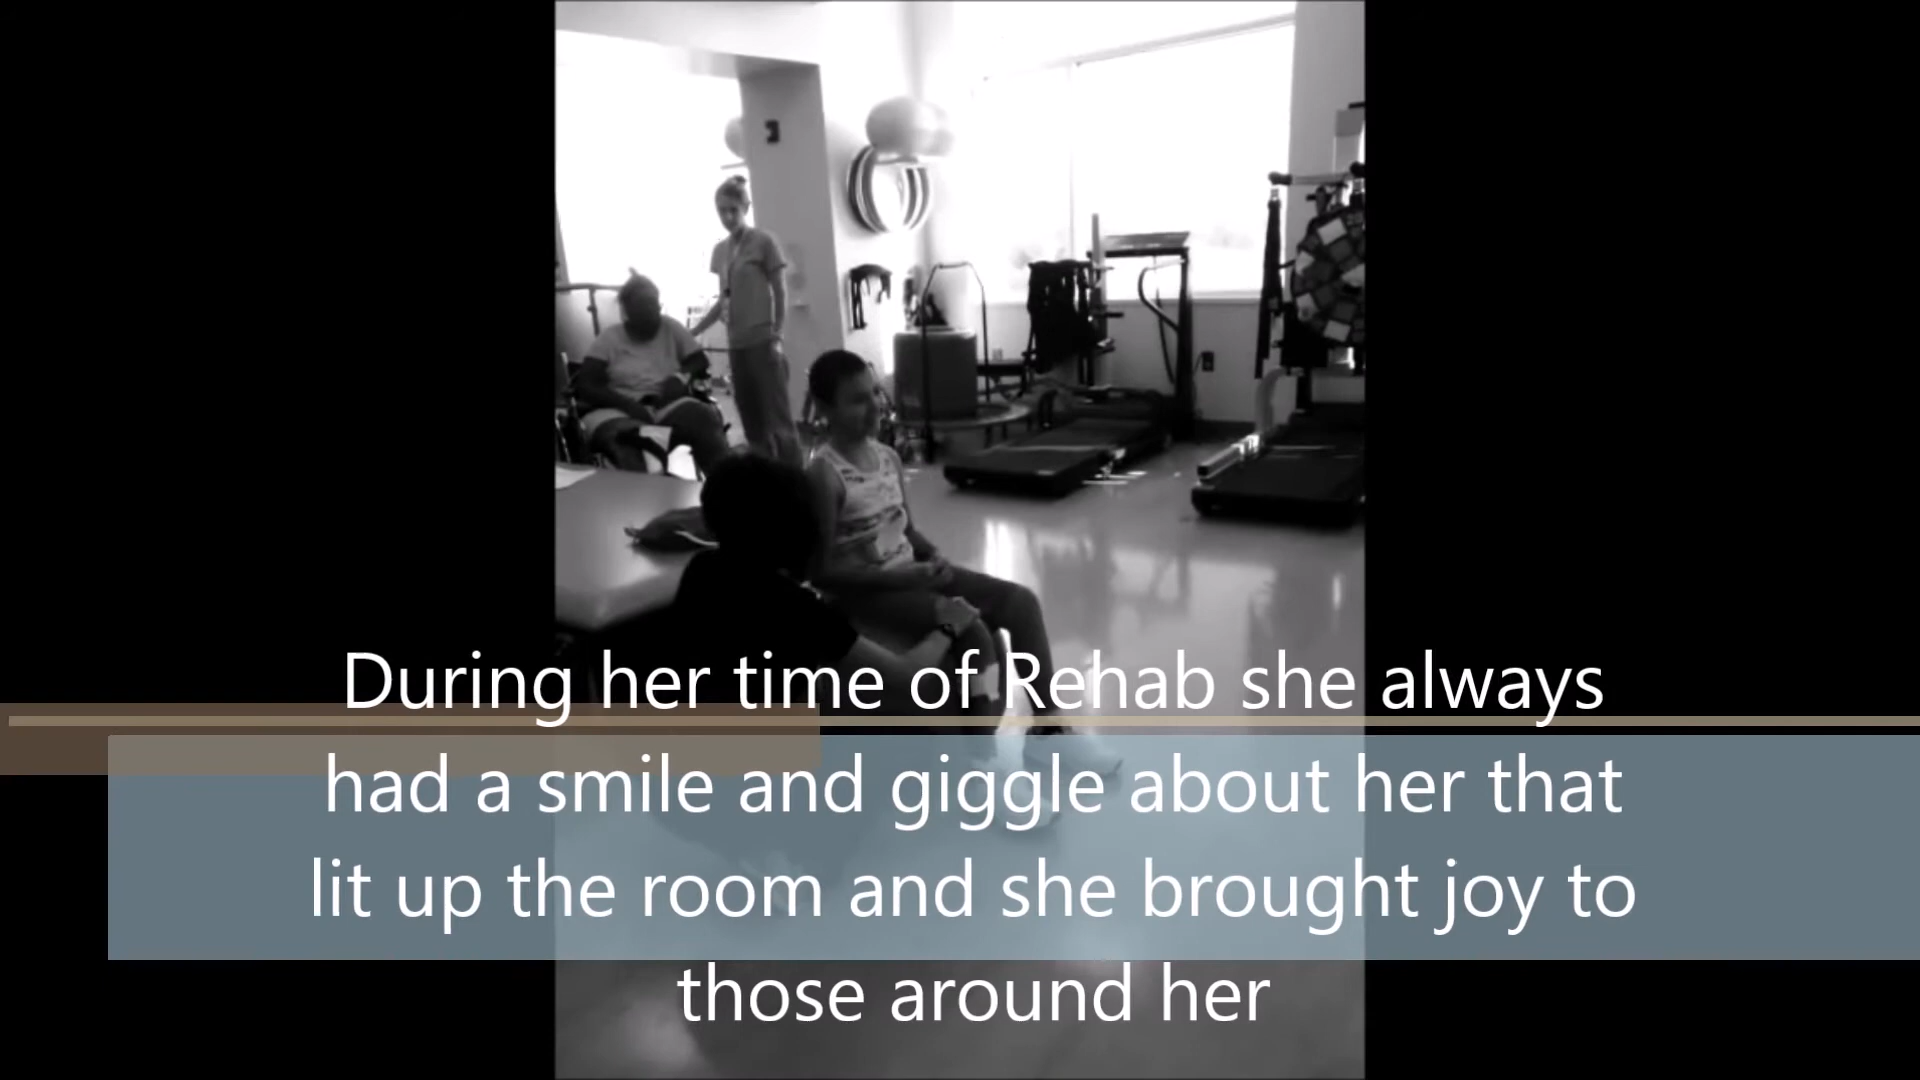 During her time of Rehab she always
had a smile and giggle about her that
lit up the room and she brought joy to
those around her